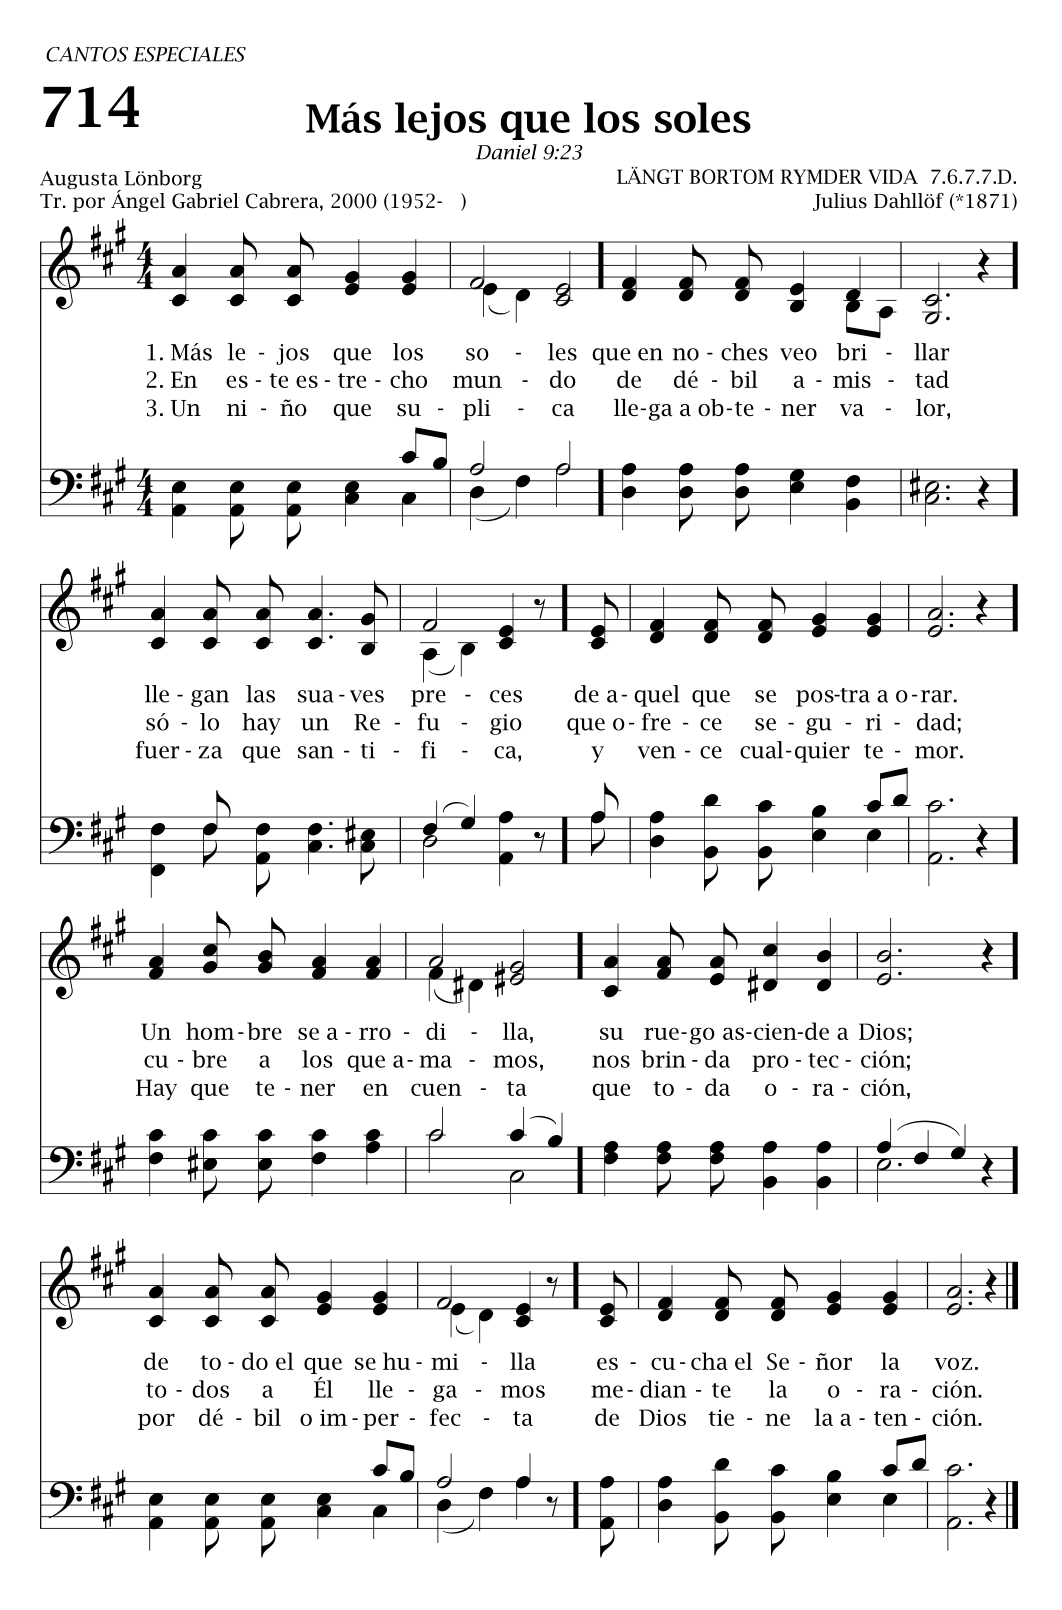 CANTOS ESPECIALES
714
Más lejos que los soles
Daniel 9:23
Augusta Lönborg
LÄNGT BORTOM RYMDER VIDA 7.6.7.7.D.
Tr. por Ángel Gabriel Cabrera, 2000 (1952- )
Julius Dahllöf (*1871)
4 4
1. Más le - jos que los so - les que en no - ches veo bri - llar
2. En es - te es - tre - cho mun - do de dé - bil a - mis - tad
3. Un ni - ño que su - pli - ca lle - ga a ob - te - ner va - lor,
4 4
lle - gan las sua - ves pre - ces de a - quel que se pos - tra a o - rar.
só - lo hay un Re - fu - gio que o - fre - ce se - gu - ri - dad;
fuer - za que san - ti - fi - ca, y ven - ce cual - quier te - mor.
Un hom - bre se a - rro - di - lla, su rue - go as - cien - de a Dios;
cu - bre a los que a - ma - mos, nos brin - da pro - tec - ción;
Hay que te - ner en cuen - ta que to - da o - ra - ción,
de to - do el que se hu - mi - lla es - cu - cha el Se - ñor la voz.
to - dos a Él lle - ga - mos me - dian - te la o - ra - ción.
por dé - bil o im - per - fec - ta de Dios tie - ne la a - ten - ción.